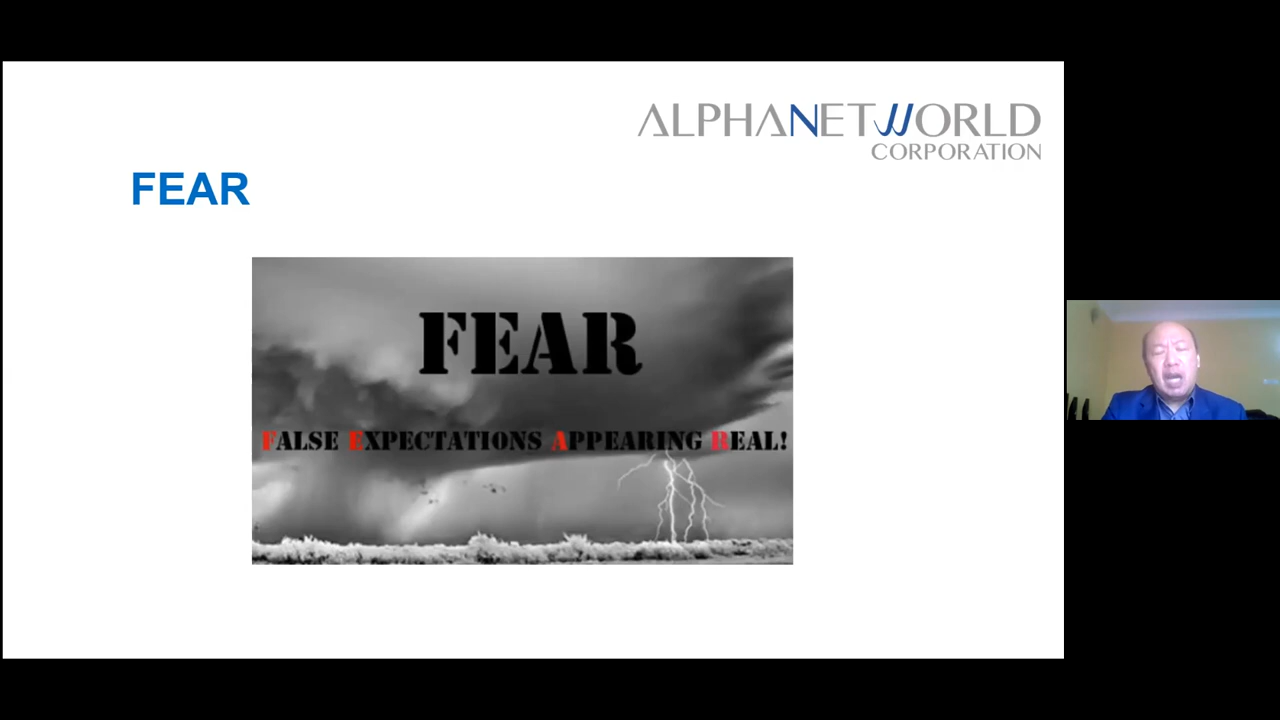 ALPHANETWORLD
CORPORATION
FEAR
FEAR
FALSE EXPECTATIONS APPEARING REAL!